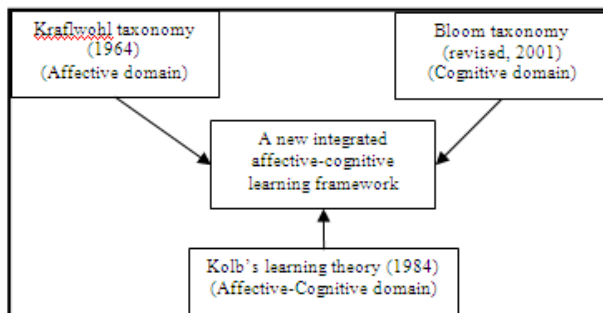 Kraflwohl taxonomy
(1964)
(Affective domain)
Bloom taxonomy
(revised, 2001)
(Cognitive domain)
A new integrated
affective-cognitive
learning framework
Kolb's learning theory (1984)
(Affective-Cognitive domain)